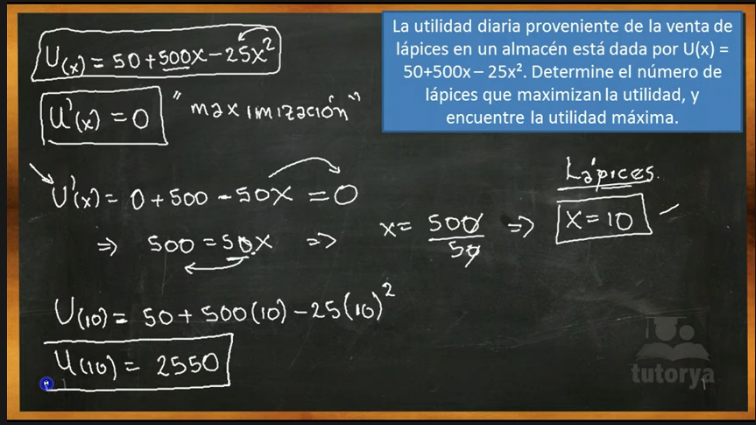 La utilidad diaria proveniente de la venta de
lápices en un almacén está dada por U(x) =
50+500x – 25x². Determine el número de
lápices que maximizan la utilidad, y
encuentre la utilidad máxima.
U(x) = 50+500x-25x²
U'(x) = 0 "maximización"
U'(x) = 0+500-50x = 0
⇒ 500 = 50x ⇒ x = 500/50 ⇒ x = 10
Lápices.
U(10) = 50+500(10)-25(10)²
U(10) = 2550
tutorya